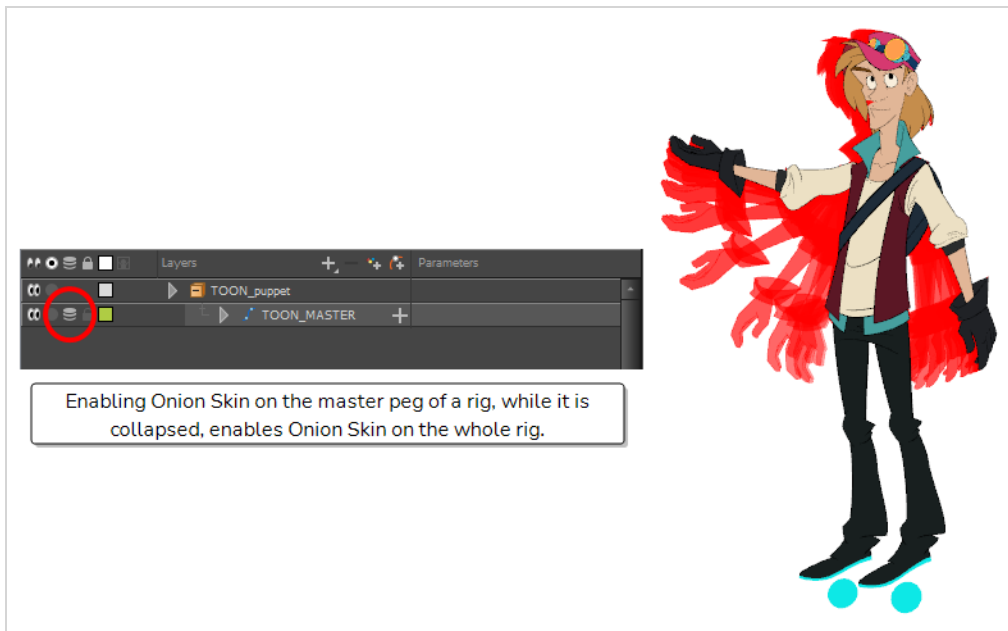 Layers Parameters
TOON_puppet
TOON_MASTER
Enabling Onion Skin on the master peg of a rig, while it is
collapsed, enables Onion Skin on the whole rig.